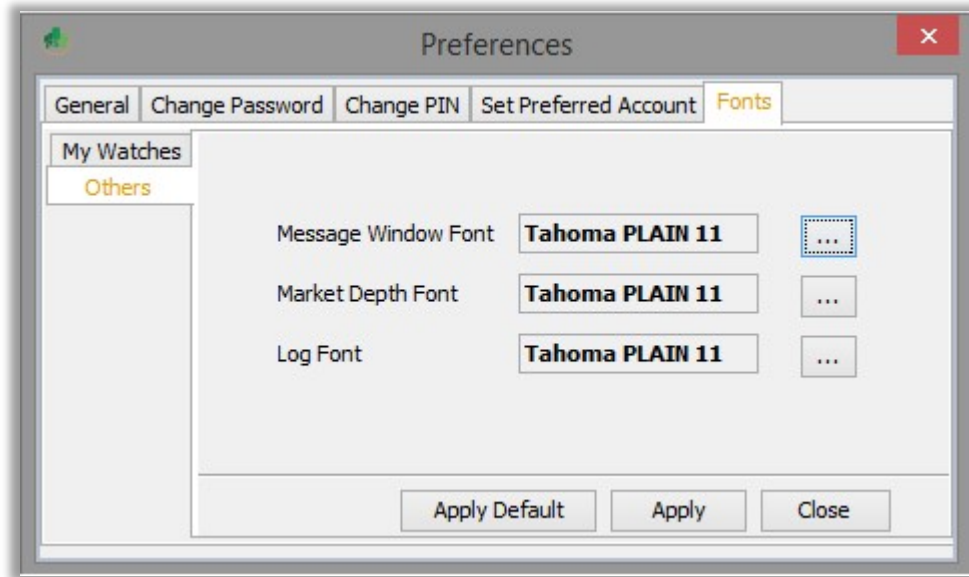 Preferences
General Change Password Change PIN Set Preferred Account Fonts
My Watches
Others
Message Window Font Tahoma PLAIN 11 ...
Market Depth Font Tahoma PLAIN 11 ...
Log Font Tahoma PLAIN 11 ...
Apply Default Apply Close